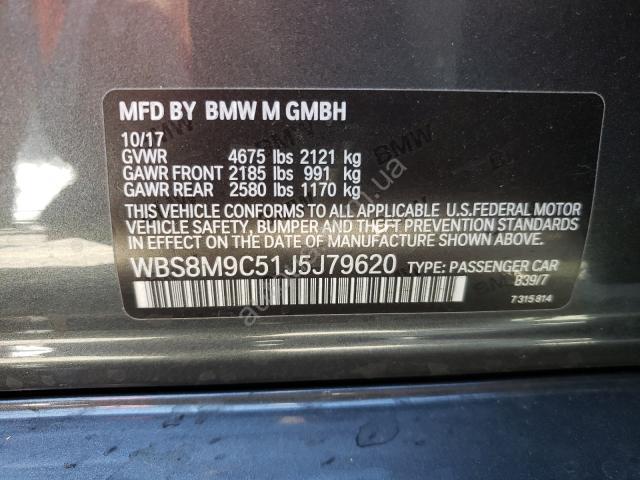 MFD BY BMW M GMBH
10/17
GVWR 4675 lbs 2121 kg
GAWR FRONT 2185 lbs 991 kg
GAWR REAR 2580 lbs 1170 kg
THIS VEHICLE CONFORMS TO ALL APPLICABLE U.S.FEDERAL MOTOR
VEHICLE SAFETY, BUMPER AND THEFT PREVENTION STANDARDS
IN EFFECT ON THE DATE OF MANUFACTURE SHOWN ABOVE.
WBS8M9C51J5J79620 TYPE: PASSENGER CAR
B39/7
7315814